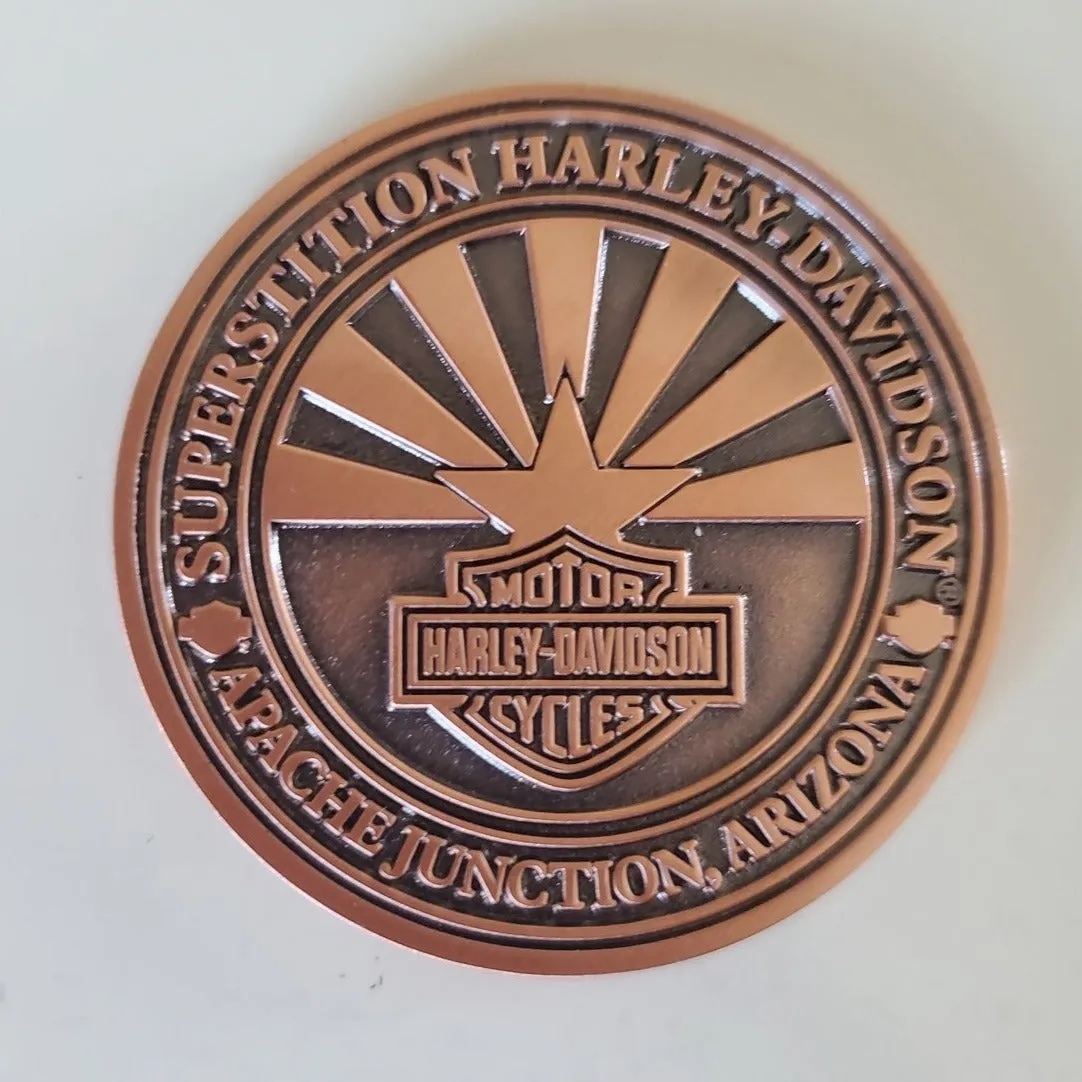 SUPERSTITION HARLEY-DAVIDSON®
MOTOR
HARLEY-DAVIDSON
CYCLES
APACHE JUNCTION, ARIZONA